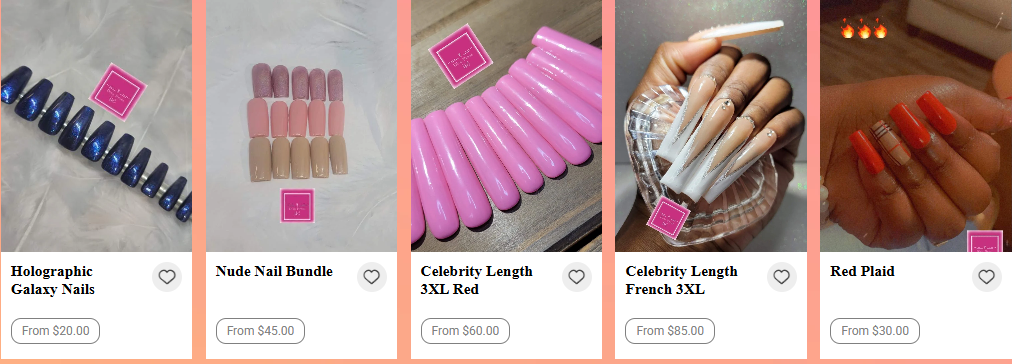 Holographic
Galaxy Nails
From $20.00
Nude Nail Bundle
From $45.00
Celebrity Length
3XL Red
From $60.00
Celebrity Length
French 3XL
From $85.00
Red Plaid
From $30.00